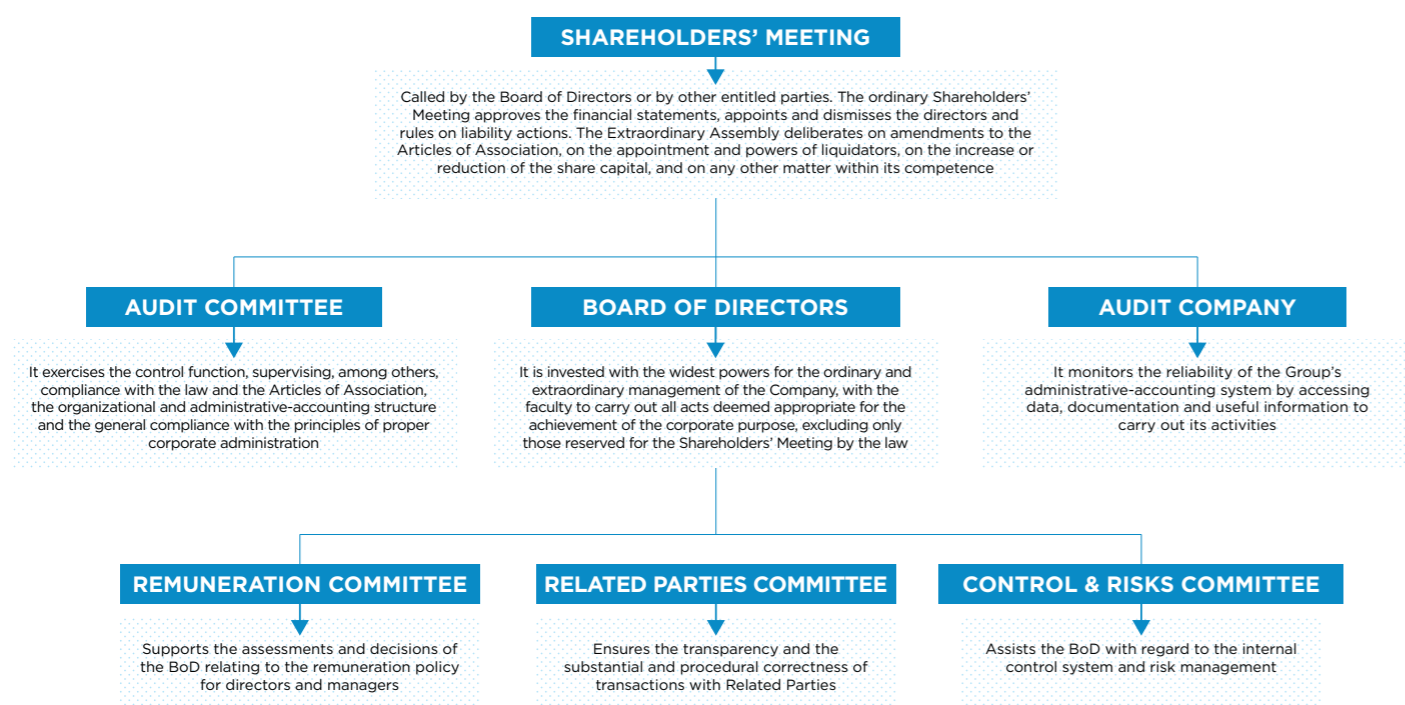 SHAREHOLDERS’ MEETING
Called by the Board of Directors or by other entitled parties. The ordinary Shareholders’
Meeting approves the financial statements, appoints and dismisses the directors and
rules on liability actions. The Extraordinary Assembly deliberates on amendments to the
Articles of Association, on the appointment and powers of liquidators, on the increase or
reduction of the share capital, and on any other matter within its competence
AUDIT COMMITTEE
It exercises the control function, supervising, among others,
compliance with the law and the Articles of Association,
the organizational and administrative-accounting structure
and the general compliance with the principles of proper
corporate administration
BOARD OF DIRECTORS
It is invested with the widest powers for the ordinary and
extraordinary management of the Company, with the
faculty to carry out all acts deemed appropriate for the
achievement of the corporate purpose, excluding only
those reserved for the Shareholders’ Meeting by the law
AUDIT COMPANY
It monitors the reliability of the Group’s
administrative-accounting system by accessing
data, documentation and useful information to
carry out its activities
REMUNERATION COMMITTEE
Supports the assessments and decisions of
the BoD relating to the remuneration policy
for directors and managers
RELATED PARTIES COMMITTEE
Ensures the transparency and the
substantial and procedural correctness of
transactions with Related Parties
CONTROL & RISKS COMMITTEE
Assists the BoD with regard to the internal
control system and risk management